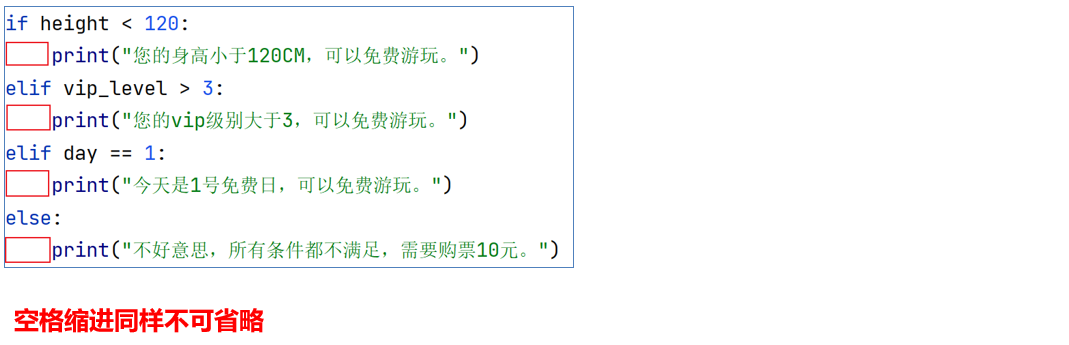 if height < 120:
    print("您的身高小于120CM，可以免费游玩。")
elif vip_level > 3:
    print("您的vip级别大于3，可以免费游玩。")
elif day == 1:
    print("今天是1号免费日，可以免费游玩。")
else:
    print("不好意思，所有条件都不满足，需要购票10元。")
空格缩进同样不可省略